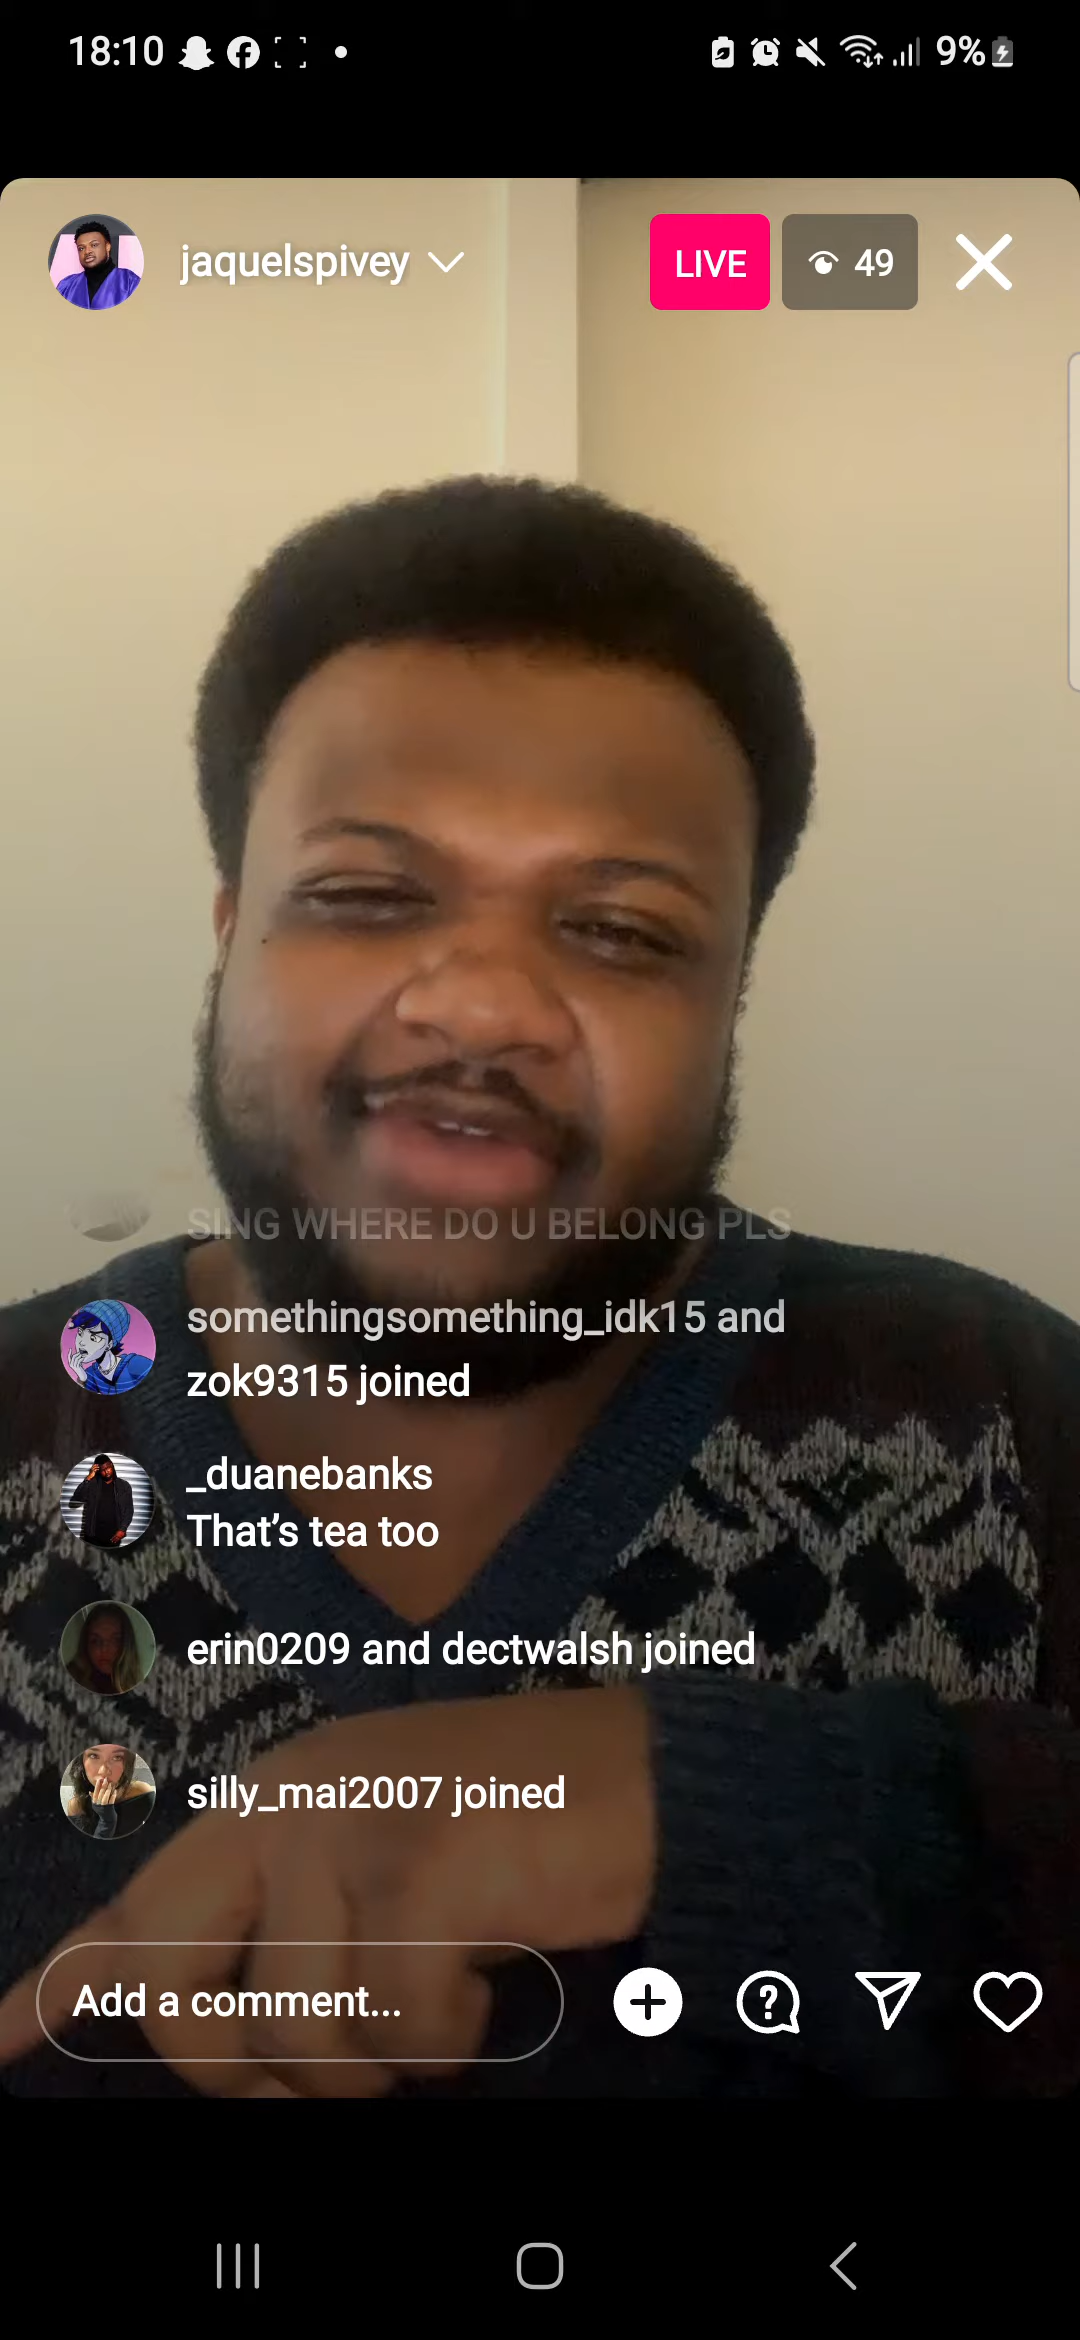 18:10
9%
jaquelspivey
LIVE
49
SING WHERE DO U BELONG PLS
somethingsomething_idk15 and
zok9315 joined
_duanebanks
That's tea too
erin0209 and dectwalsh joined
silly_mai2007 joined
Add a comment...